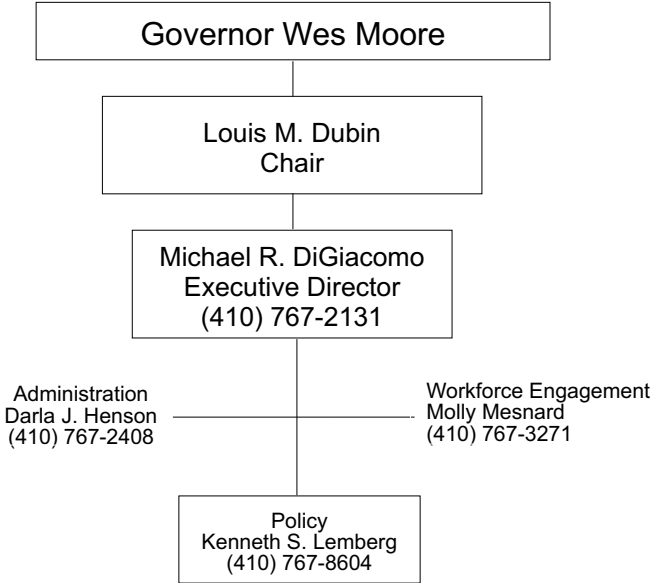 Governor Wes Moore
Louis M. Dubin
Chair
Michael R. DiGiacomo
Executive Director
(410) 767-2131
Administration
Darla J. Henson
(410) 767-2408
Workforce Engagement
Molly Mesnard
(410) 767-3271
Policy
Kenneth S. Lemberg
(410) 767-8604